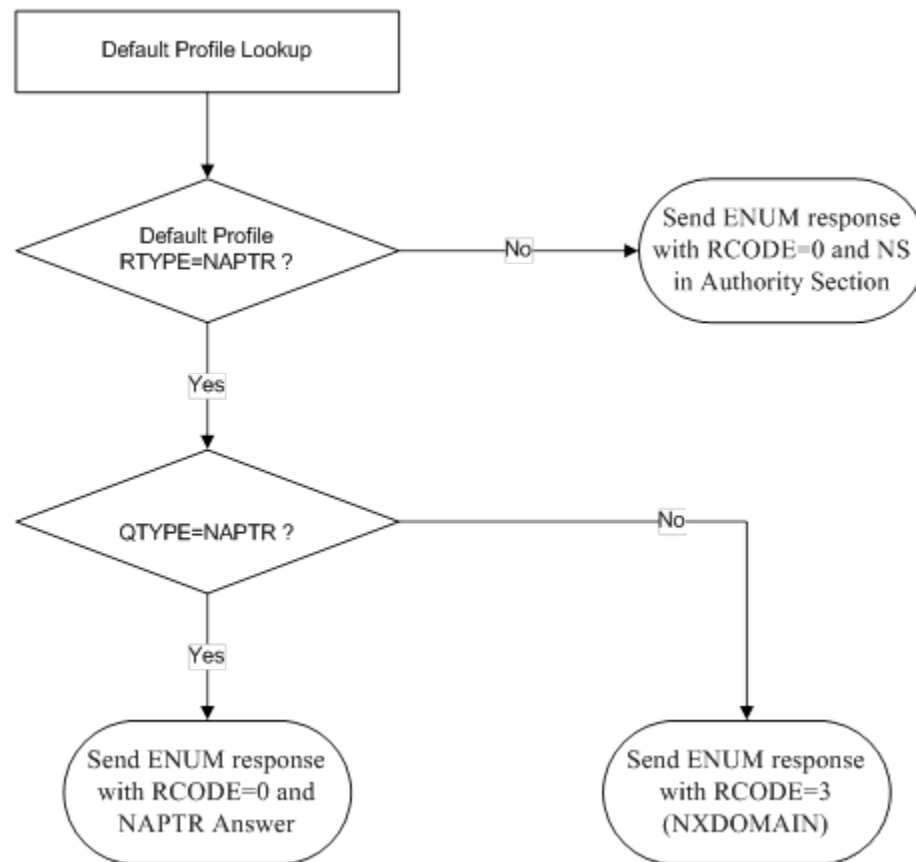 Default Profile Lookup
Default Profile
RTYPE=NAPTR ?
No
Send ENUM response
with RCODE=0 and NS
in Authority Section
Yes
QTYPE=NAPTR ?
No
Yes
Send ENUM response
with RCODE=0 and
NAPTR Answer
Send ENUM response
with RCODE=3
(NXDOMAIN)